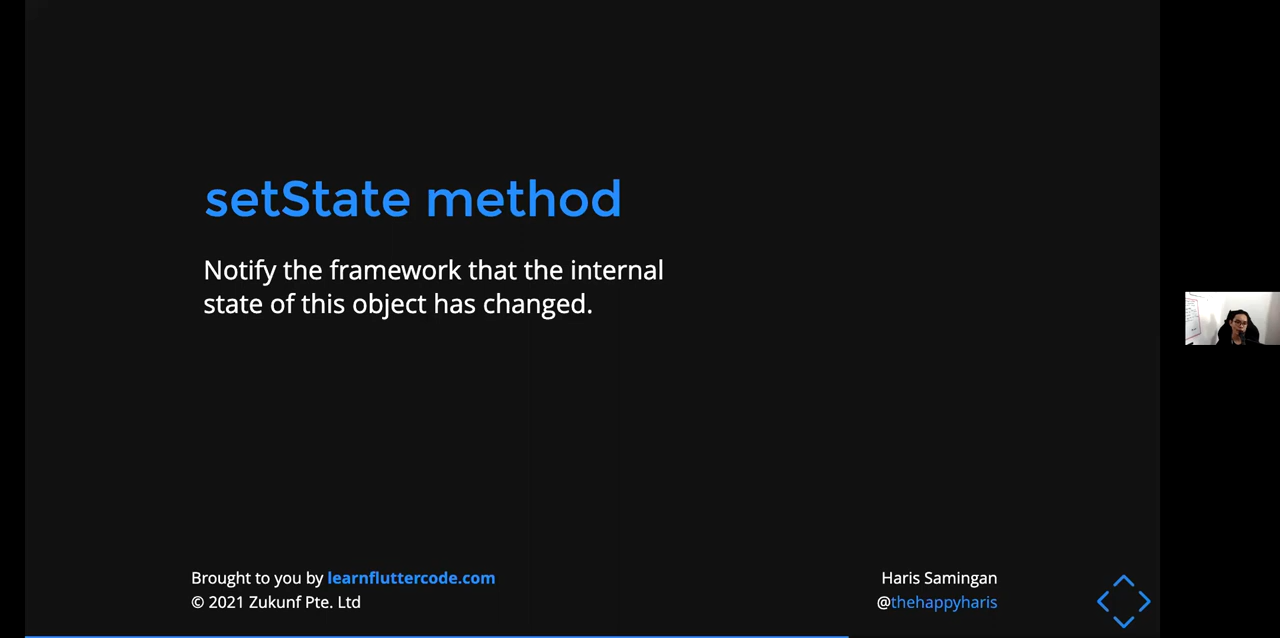 setState method
Notify the framework that the internal
state of this object has changed.
Brought to you by learnfluttercode.com
© 2021 Zukunf Pte. Ltd
Haris Samingan
@thehappyharis